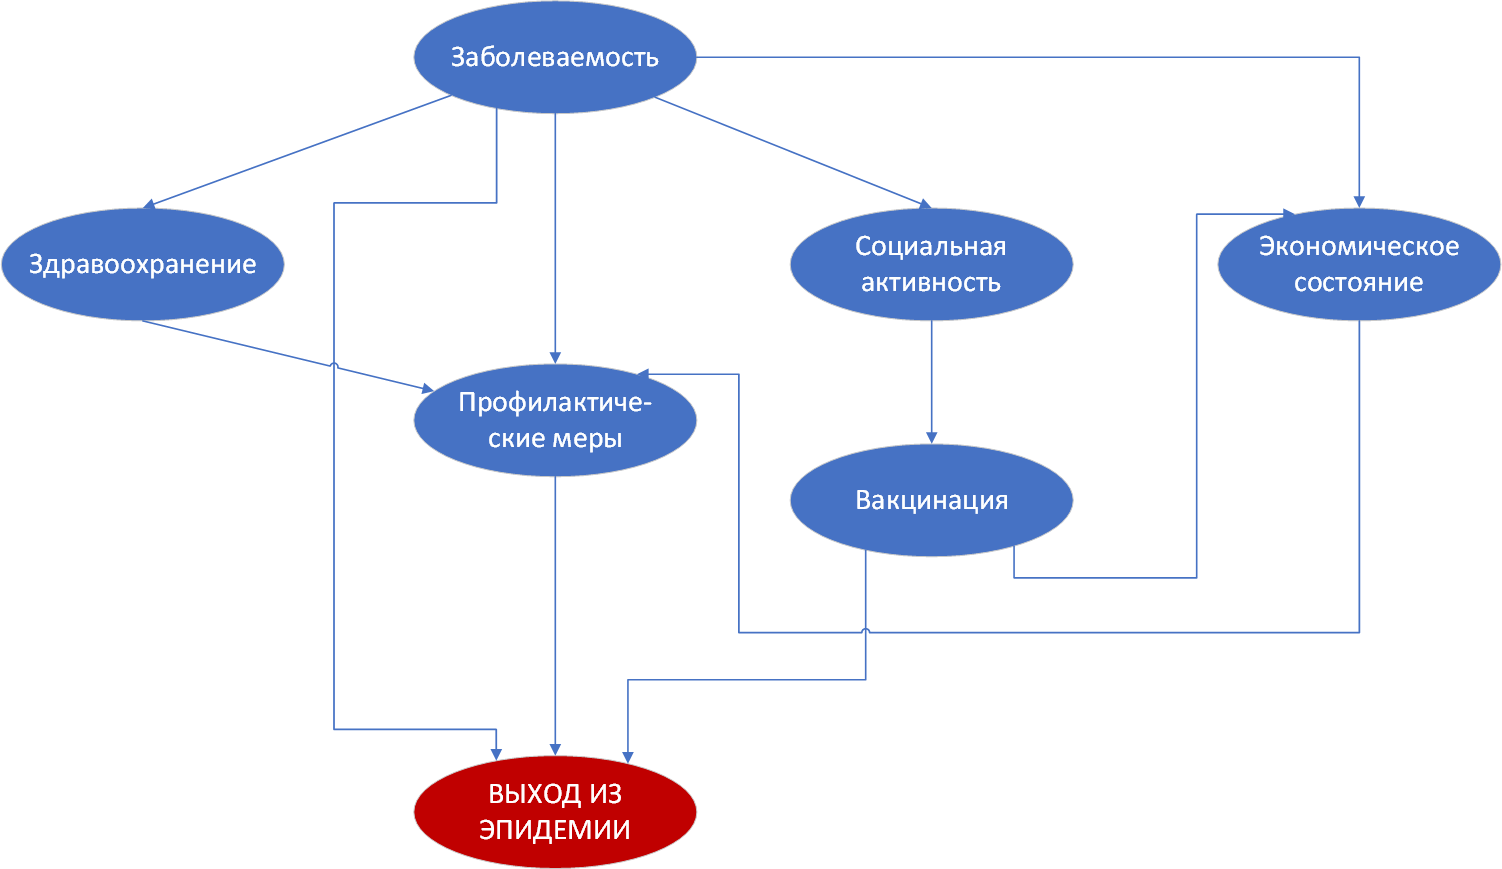 Заболеваемость
Здравоохранение
Социальная
активность
Экономическое
состояние
Профилактиче-
ские меры
Вакцинация
ВЫХОД ИЗ
ЭПИДЕМИИ